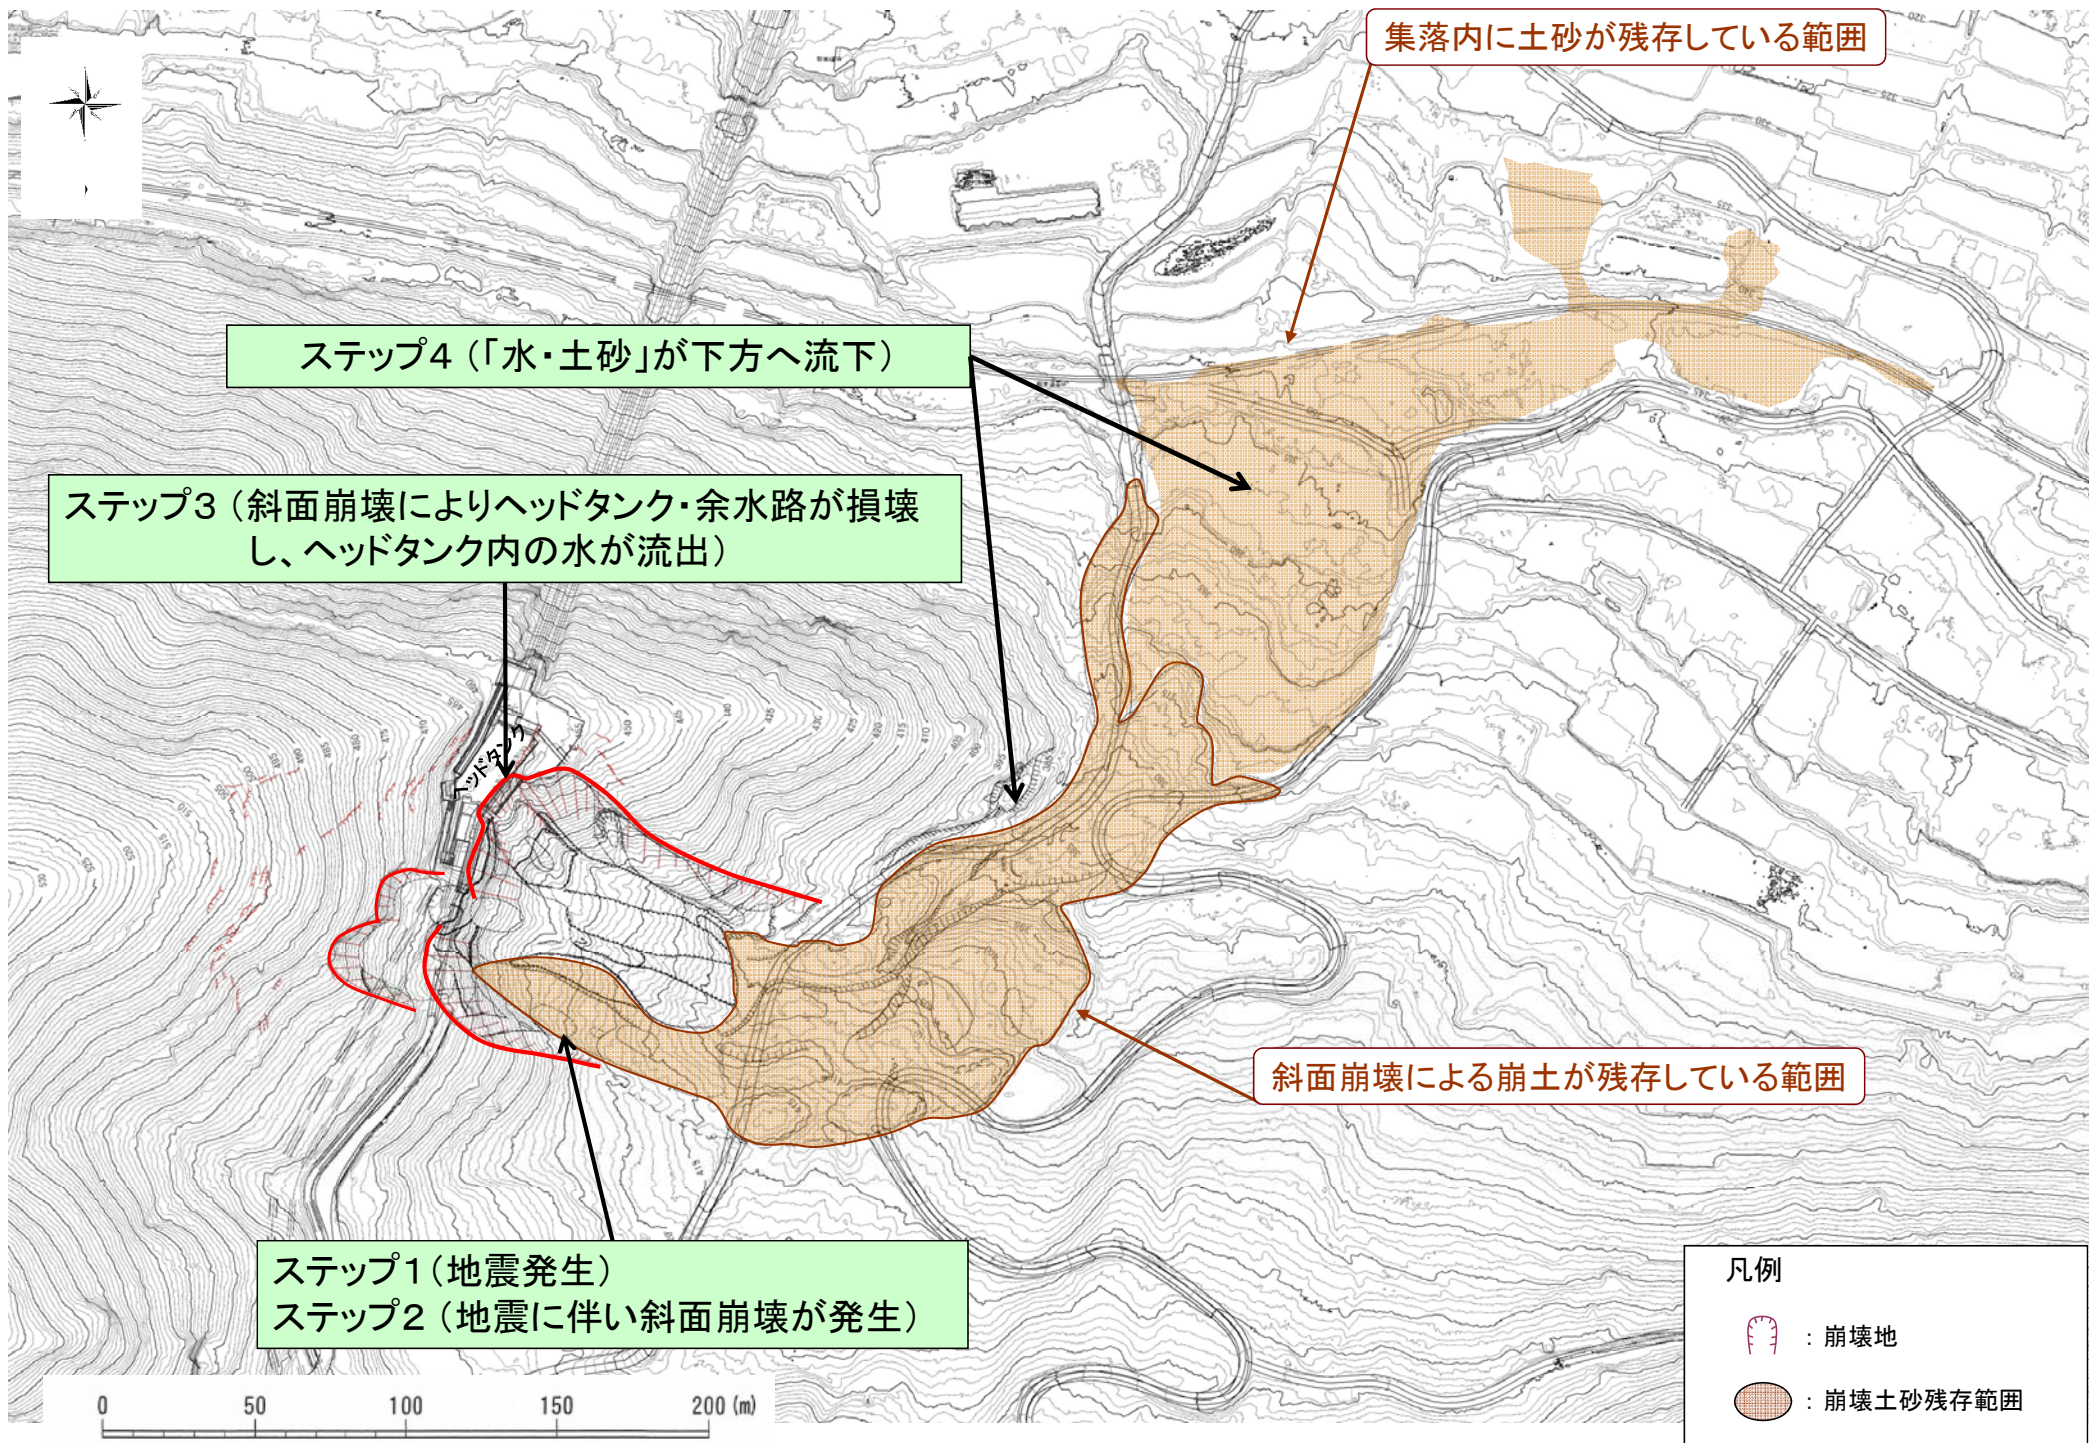 集落内に土砂が残存している範囲
ステップ4（「水・土砂」が下方へ流下）
ステップ3（斜面崩壊によりヘッドタンク・余水路が損壊
し、ヘッドタンク内の水が流出）
ヘッドタンク
斜面崩壊による崩土が残存している範囲
ステップ1（地震発生）
ステップ2（地震に伴い斜面崩壊が発生）
凡例
：崩壊地
：崩壊土砂残存範囲
0 50 100 150 200 (m)